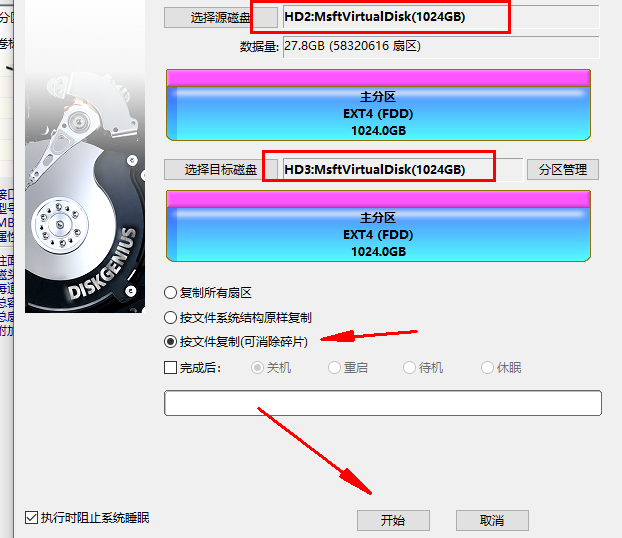 选择源磁盘 HD2:MsftVirtualDisk(1024GB)
数据量: 27.8GB (58320616 扇区)
主分区
EXT4 (FDD)
1024.0GB
选择目标磁盘 HD3:MsftVirtualDisk(1024GB) 分区管理
主分区
EXT4 (FDD)
1024.0GB
DISKGENIUS
复制所有扇区
按文件系统结构原样复制
按文件复制(可消除碎片)
完成后: 关机 重启 待机 休眠
执行时阻止系统睡眠 开始 取消